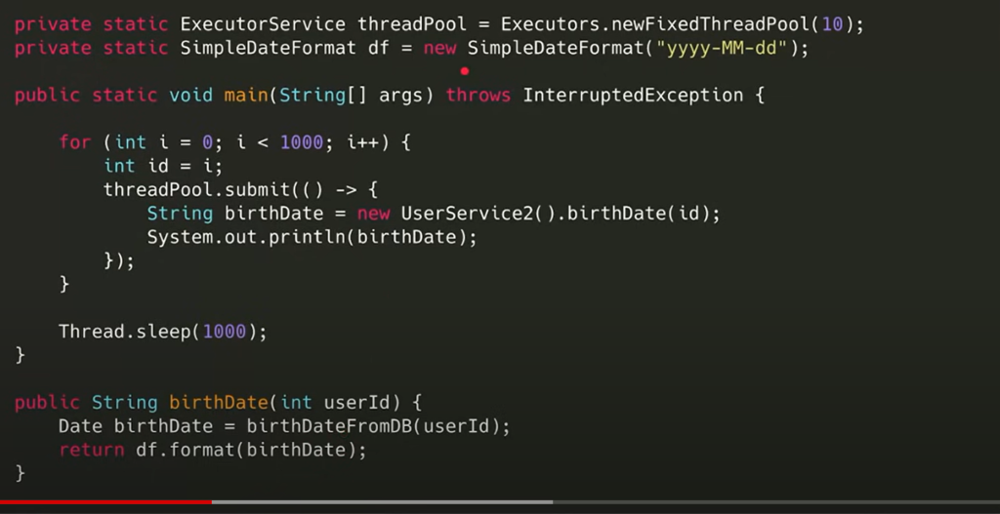 private static ExecutorService threadPool = Executors.newFixedThreadPool(10);
private static SimpleDateFormat df = new SimpleDateFormat("yyyy-MM-dd");
public static void main(String[] args) throws InterruptedException {
for (int i = 0; i < 1000; i++) {
int id = i;
threadPool.submit(() -> {
String birthDate = new UserService2().birthDate(id);
System.out.println(birthDate);
});
}
Thread.sleep(1000);
}
public String birthDate(int userId) {
Date birthDate = birthDateFromDB(userId);
return df.format(birthDate);
}